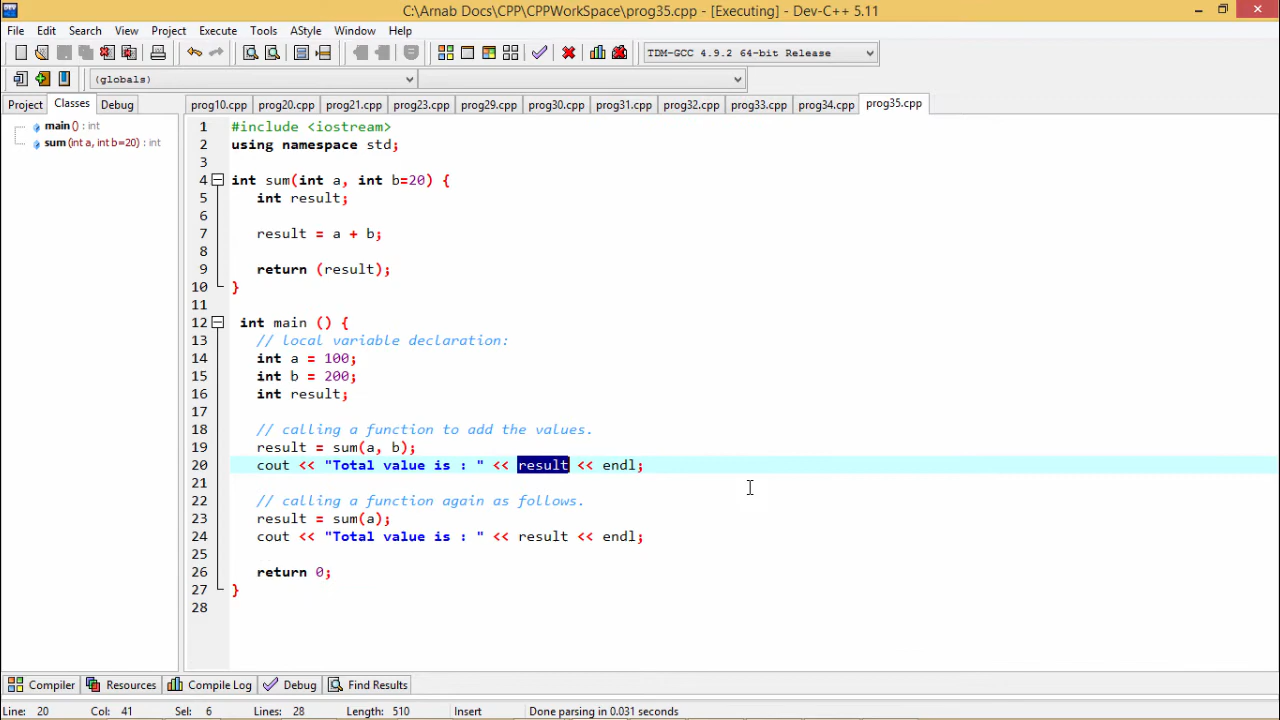 C:\Arnab Docs\CPP\CPPWorkSpace\prog35.cpp - [Executing] - Dev-C++ 5.11
File Edit Search View Project Execute Tools AStyle Window Help
TDM-GCC 4.9.2 64-bit Release
(globals)
Project Classes Debug
prog10.cpp prog20.cpp prog21.cpp prog23.cpp prog29.cpp prog30.cpp prog31.cpp prog32.cpp prog33.cpp prog34.cpp prog35.cpp
main () : int
sum (int a, int b=20) : int
1 #include <iostream>
2 using namespace std;
3
4 int sum(int a, int b=20) {
5 int result;
6
7 result = a + b;
8
9 return (result);
10 }
11
12 int main () {
13 // local variable declaration:
14 int a = 100;
15 int b = 200;
16 int result;
17
18 // calling a function to add the values.
19 result = sum(a, b);
20 cout << "Total value is : " << result << endl;
21
22 // calling a function again as follows.
23 result = sum(a);
24 cout << "Total value is : " << result << endl;
25
26 return 0;
27 }
28
Compiler Resources Compile Log Debug Find Results
Line: 20 Col: 41 Sel: 6 Lines: 28 Length: 510 Insert Done parsing in 0.031 seconds